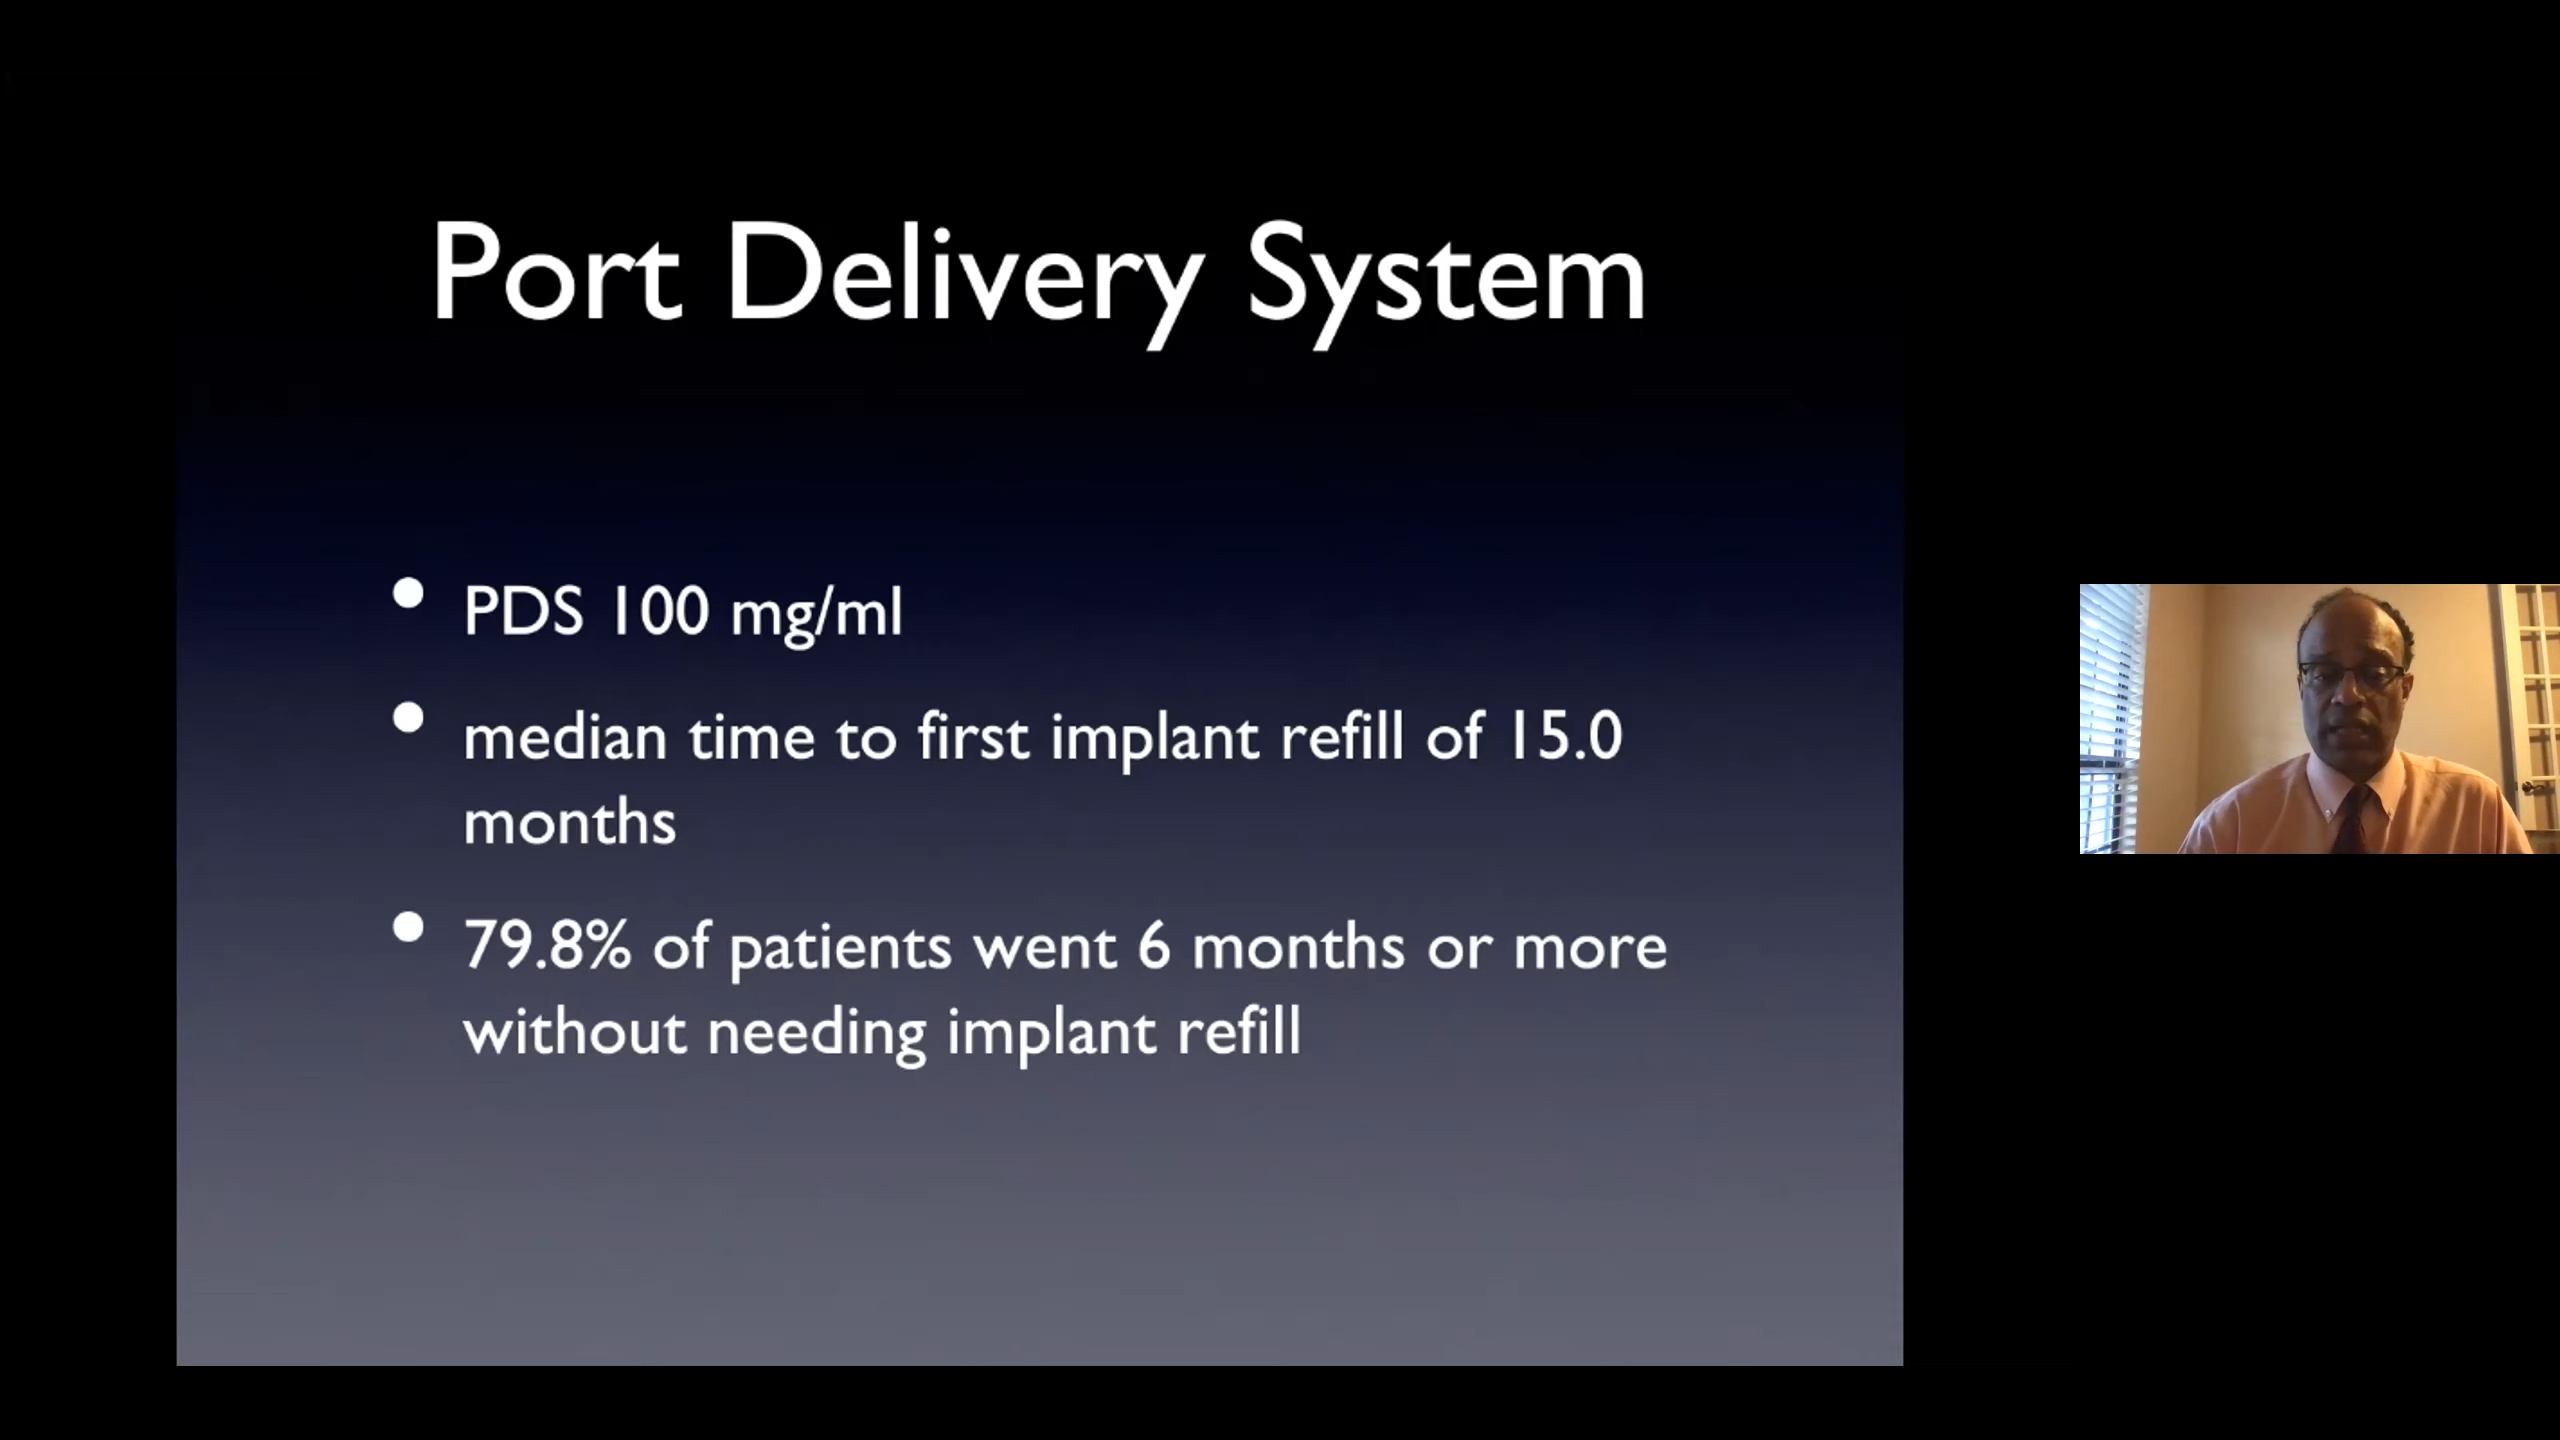 Port Delivery System
• PDS 100 mg/ml
• median time to first implant refill of 15.0
months
• 79.8% of patients went 6 months or more
without needing implant refill